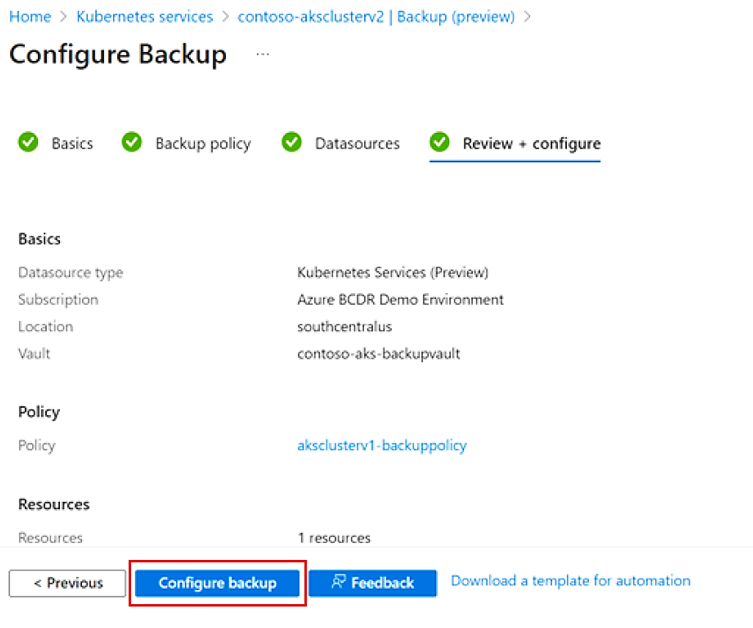 Home > Kubernetes services > contoso-aksclusterv2 | Backup (preview) >
Configure Backup ...
Basics Backup policy Datasources Review + configure
Basics
Datasource type Kubernetes Services (Preview)
Subscription Azure BCDR Demo Environment
Location southcentralus
Vault contoso-aks-backupvault
Policy
Policy aksclusterv1-backuppolicy
Resources
Resources 1 resources
< Previous Configure backup Feedback Download a template for automation